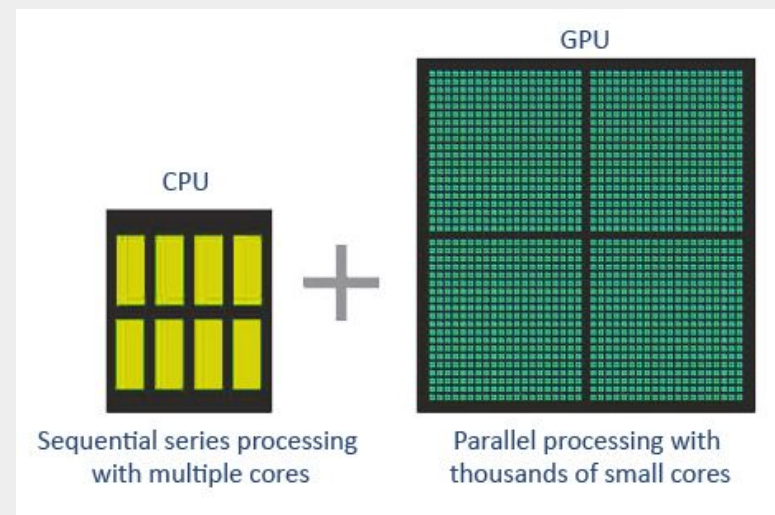 CPU
Sequential series processing
with multiple cores
GPU
Parallel processing with
thousands of small cores